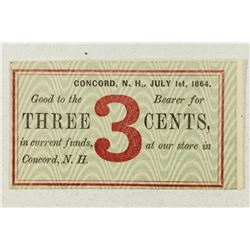 CONCORD, N. H., JULY 1st, 1864.
Good to the Bearer for
THREE 3 CENTS,
in current funds, at our store in
Concord, N. H.